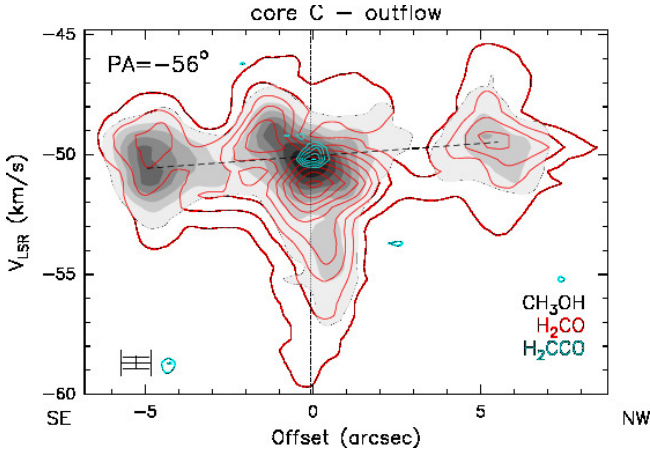 core C – outflow
PA=−56°
−45
−50
−55
−60
V_LSR (km/s)
CH₃OH
H₂CO
H₂CCO
SE
−5
0
5
NW
Offset (arcsec)